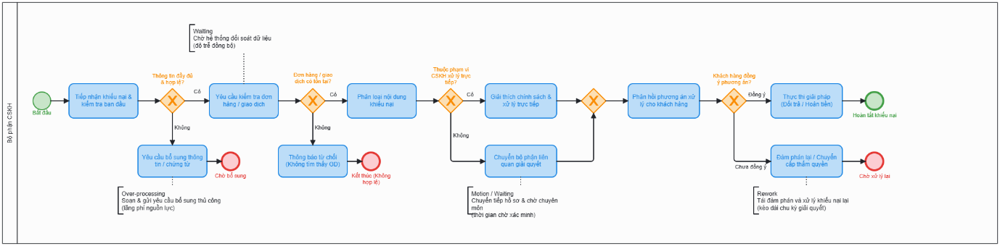 Bộ phận CSKH
Bắt đầu
Tiếp nhận khiếu nại &
kiểm tra ban đầu
Thông tin đầy đủ
& hợp lệ?
Có
Không
Yêu cầu bổ sung thông
tin / chứng từ
Chờ bổ sung
Over-processing
Soạn & gửi yêu cầu bổ sung thủ công
(lãng phí nguồn lực)
Waiting
Chờ hệ thống đối soát dữ liệu
(độ trễ đồng bộ)
Yêu cầu kiểm tra đơn
hàng / giao dịch
Đơn hàng / giao
dịch có tồn tại?
Có
Không
Thông báo từ chối
(Không tìm thấy GD)
Kết thúc (Không
hợp lệ)
Phân loại nội dung
khiếu nại
Thuộc phạm vi
CSKH xử lý trực
tiếp?
Có
Không
Giải thích chính sách &
xử lý trực tiếp
Chuyển bộ phận liên
quan giải quyết
Motion / Waiting
Chuyển tiếp hồ sơ & chờ chuyên
môn
(thời gian chờ xác minh)
Phản hồi phương án xử
lý cho khách hàng
Khách hàng đồng
ý phương án?
Đồng ý
Chưa đồng ý
Thực thi giải pháp
(Đổi trả / Hoàn tiền)
Hoàn tất khiếu nại
Đàm phán lại / Chuyển
cấp thẩm quyền
Chờ xử lý lại
Rework
Tái đàm phán và xử lý khiếu nại lại
(kéo dài chu kỳ giải quyết)